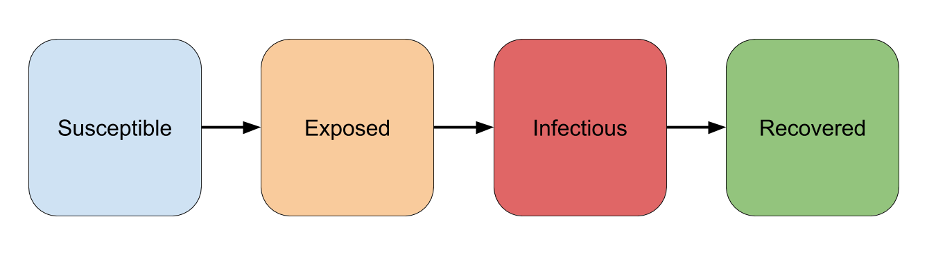 Susceptible
Exposed
Infectious
Recovered